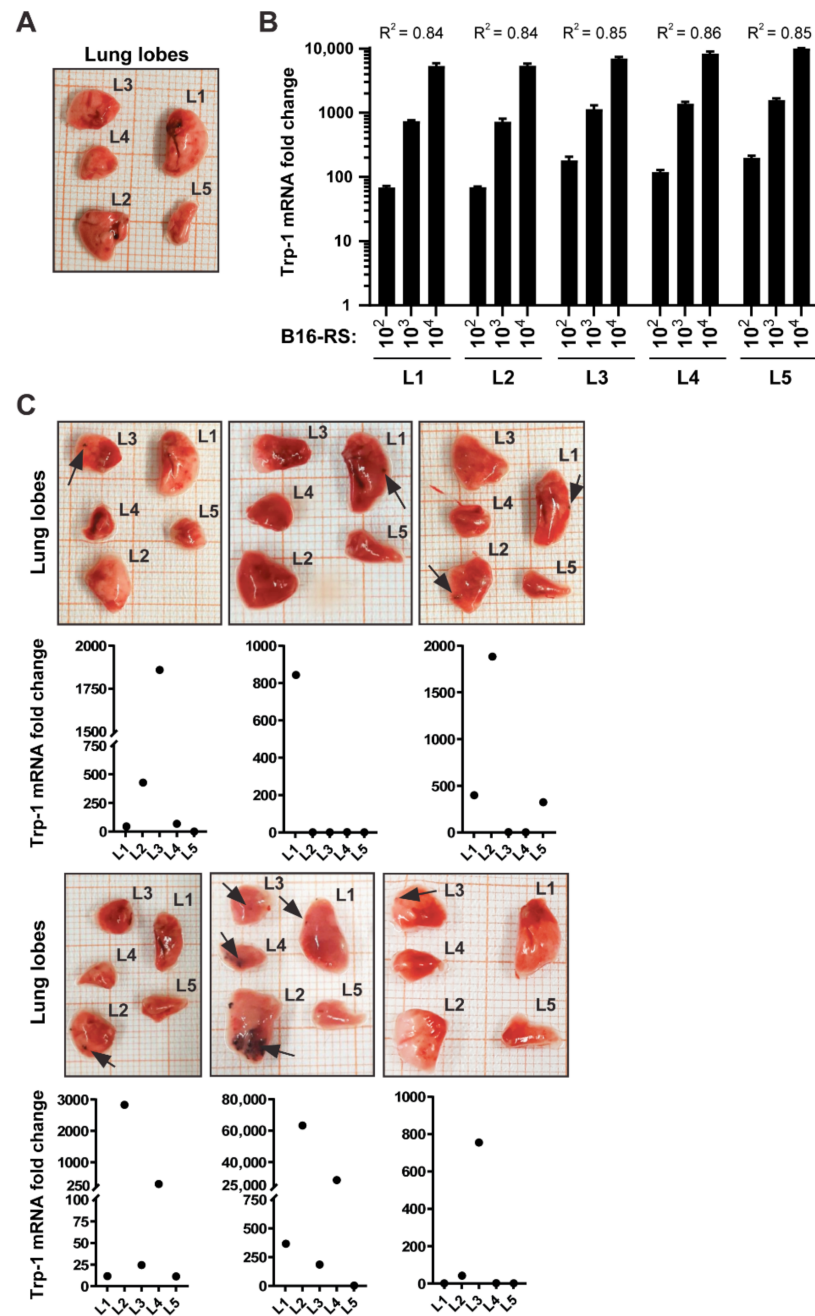 A
Lung lobes
L3
L1
L4
L2
L5
B
R² = 0.84 R² = 0.84 R² = 0.85 R² = 0.86 R² = 0.85
Trp-1 mRNA fold change
10,000
1000
100
10
1
B16-RS: 10² 10³ 10⁴ 10² 10³ 10⁴ 10² 10³ 10⁴ 10² 10³ 10⁴ 10² 10³ 10⁴
L1 L2 L3 L4 L5
C
Lung lobes
L3 L1
L4 L5
L2
L3 L1
L4
L5
L2
L3
L1
L4
L2
L5
Trp-1 mRNA fold change
2000
1750
1500
750
500
250
0
L1 L2 L3 L4 L5
1000
800
600
400
200
0
L1 L2 L3 L4 L5
2000
1500
1000
500
0
L1 L2 L3 L4 L5
Lung lobes
L3
L1
L4
L5
L2
L3
L1
L4
L2
L5
L3
L1
L4
L2
L5
Trp-1 mRNA fold change
3000
2000
1000
250
100
75
50
25
0
L1 L2 L3 L4 L5
80,000
60,000
40,000
25,000
750
500
250
0
L1 L2 L3 L4 L5
1000
800
600
400
200
0
L1 L2 L3 L4 L5